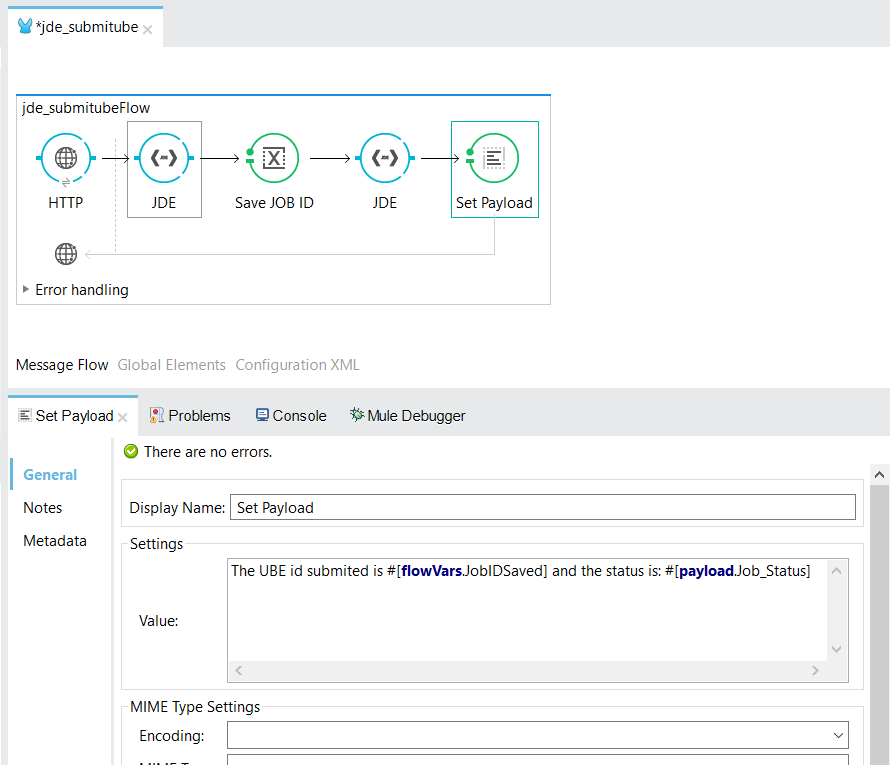 *jde_submitube
jde_submitubeFlow
HTTP JDE Save JOB ID JDE Set Payload
Error handling
Message Flow Global Elements Configuration XML
Set Payload Problems Console Mule Debugger
There are no errors.
General
Notes
Metadata
Display Name: Set Payload
Settings
The UBE id submited is #[flowVars.JobIDSaved] and the status is: #[payload.Job_Status]
Value:
MIME Type Settings
Encoding: